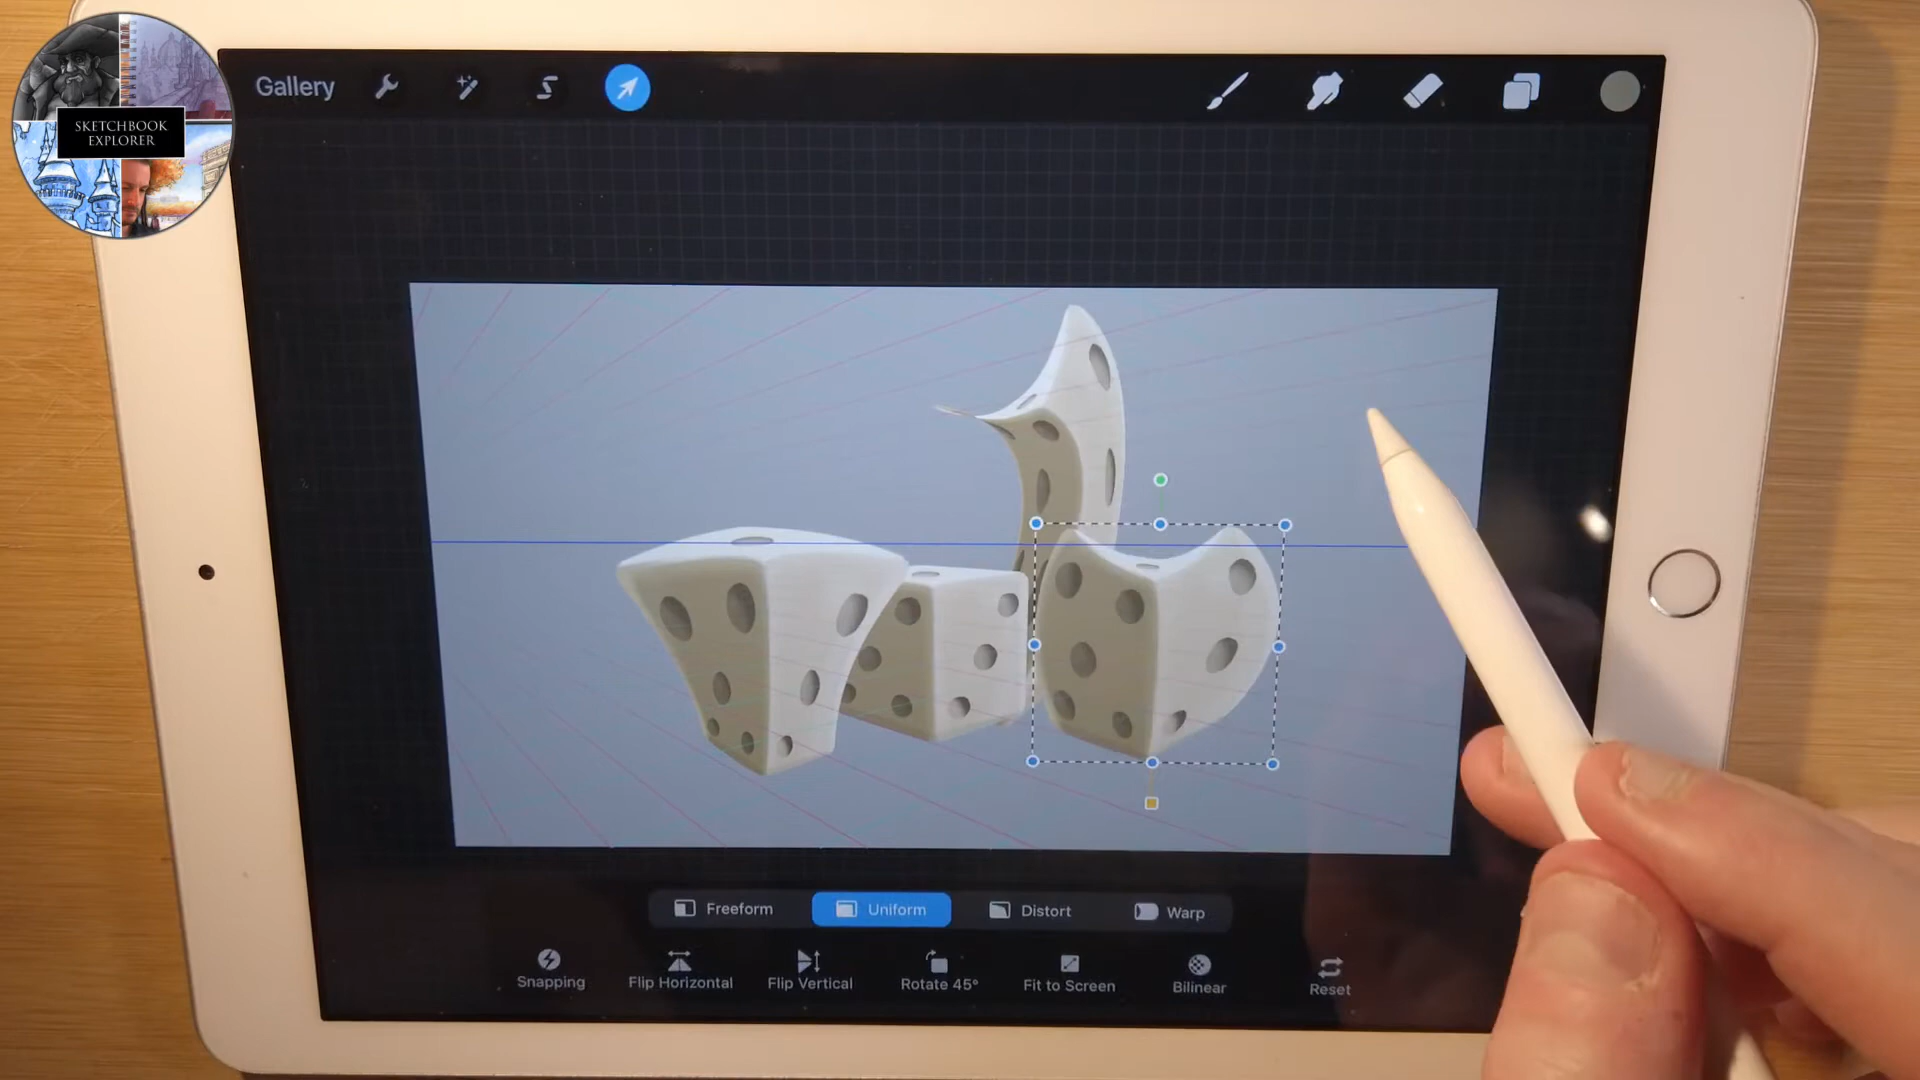 SKETCHBOOK
EXPLORER
Gallery
Freeform
Uniform
Distort
Warp
Snapping
Flip Horizontal
Flip Vertical
Rotate 45°
Fit to Screen
Bilinear
Reset